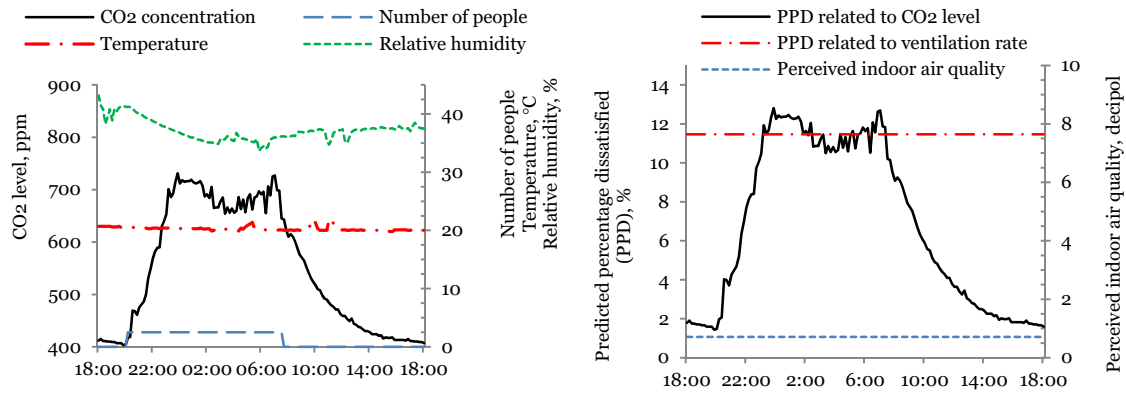 CO2 concentration
Number of people
Temperature
Relative humidity
900
800
700
600
500
400
CO2 level, ppm
40
30
20
10
0
Number of people
Temperature, °C
Relative humidity, %
18:00 22:00 02:00 06:00 10:00 14:00 18:00
PPD related to CO2 level
PPD related to ventilation rate
Perceived indoor air quality
14
12
10
8
6
4
2
0
Predicted percentage dissatisfied
(PPD), %
10
8
6
4
2
0
Perceived indoor air quality, decipol
18:00 22:00 2:00 6:00 10:00 14:00 18:00